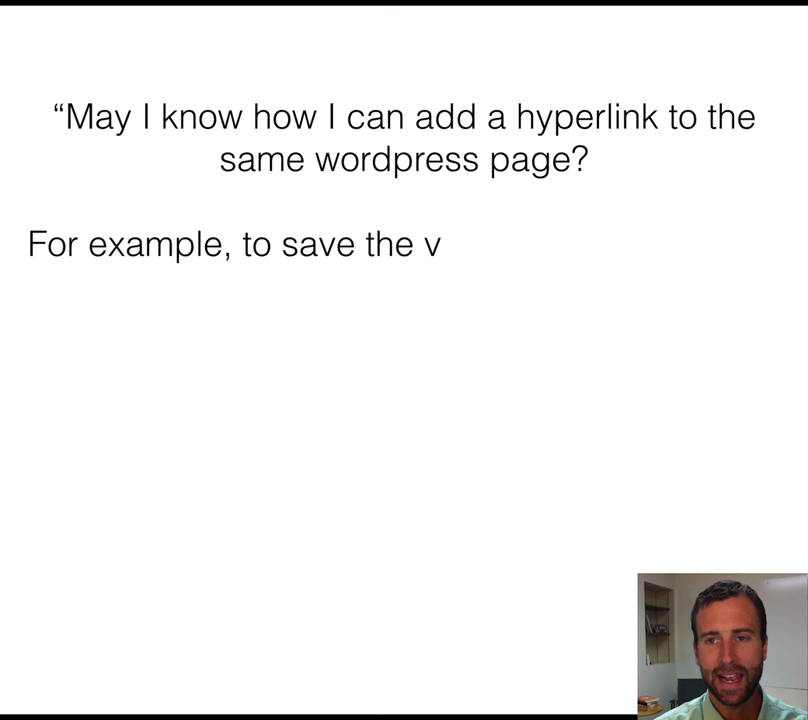 “May I know how I can add a hyperlink to the
same wordpress page?
For example, to save the v